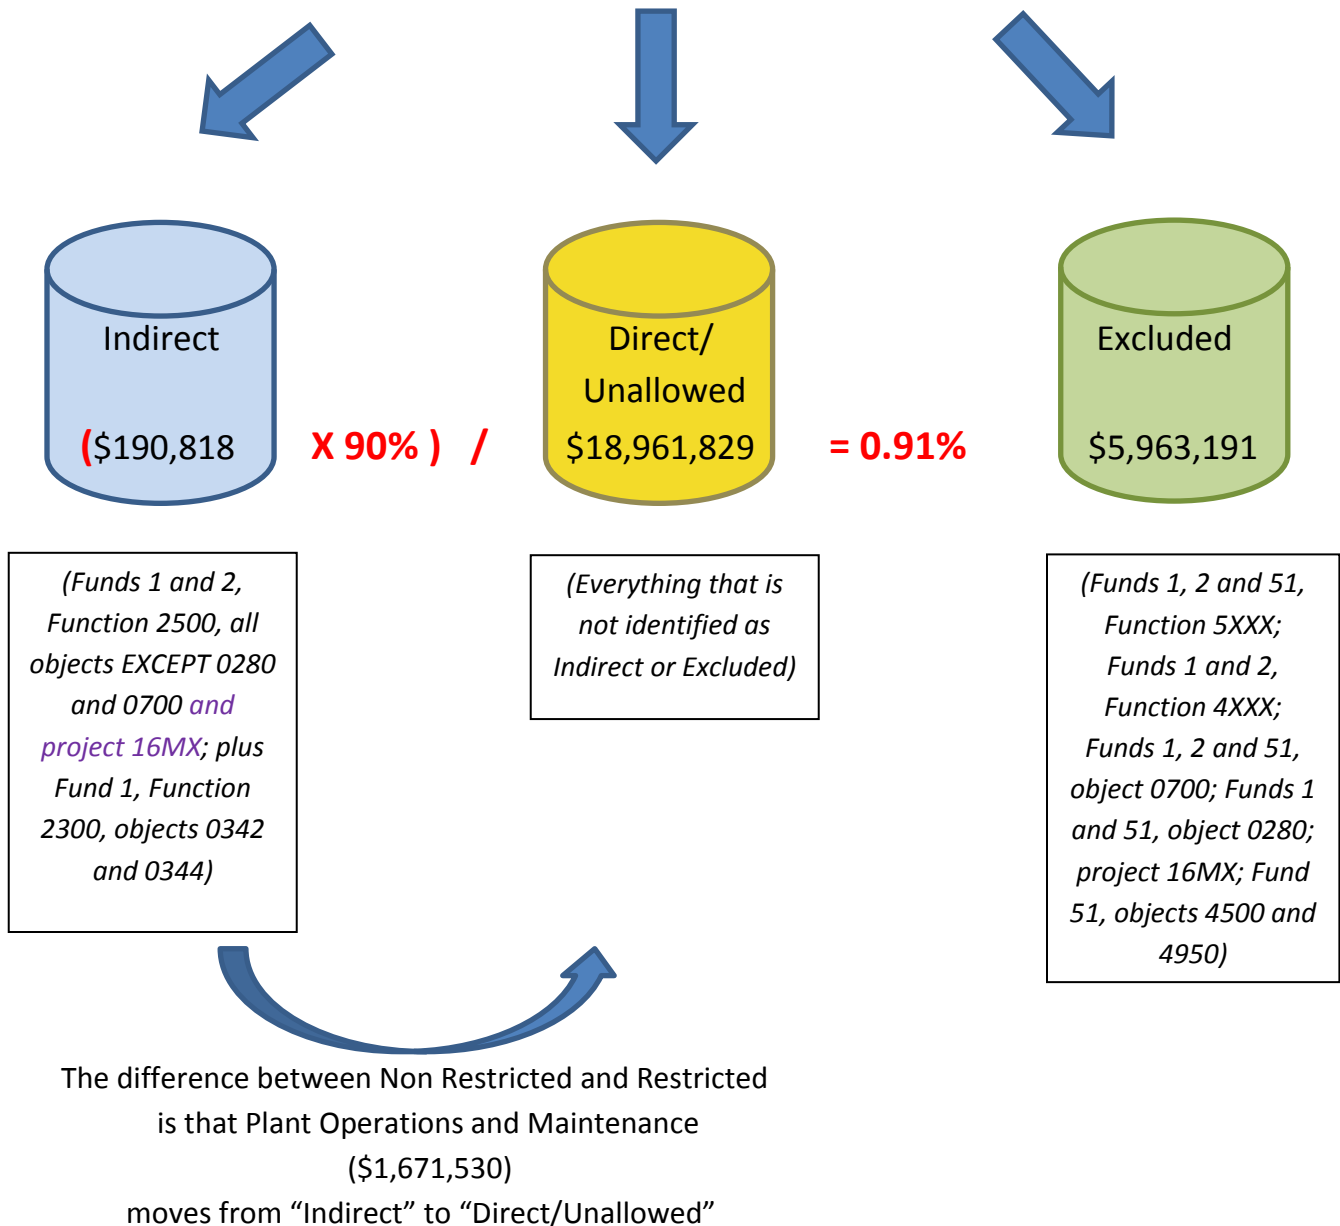 Indirect
($190,818
X 90% ) /
Direct/
Unallowed
$18,961,829
= 0.91%
Excluded
$5,963,191
(Funds 1 and 2,
Function 2500, all
objects EXCEPT 0280
and 0700 and
project 16MX; plus
Fund 1, Function
2300, objects 0342
and 0344)
(Everything that is
not identified as
Indirect or Excluded)
(Funds 1, 2 and 51,
Function 5XXX;
Funds 1 and 2,
Function 4XXX;
Funds 1, 2 and 51,
object 0700; Funds 1
and 51, object 0280;
project 16MX; Fund
51, objects 4500 and
4950)
The difference between Non Restricted and Restricted
is that Plant Operations and Maintenance
($1,671,530)
moves from “Indirect” to “Direct/Unallowed”